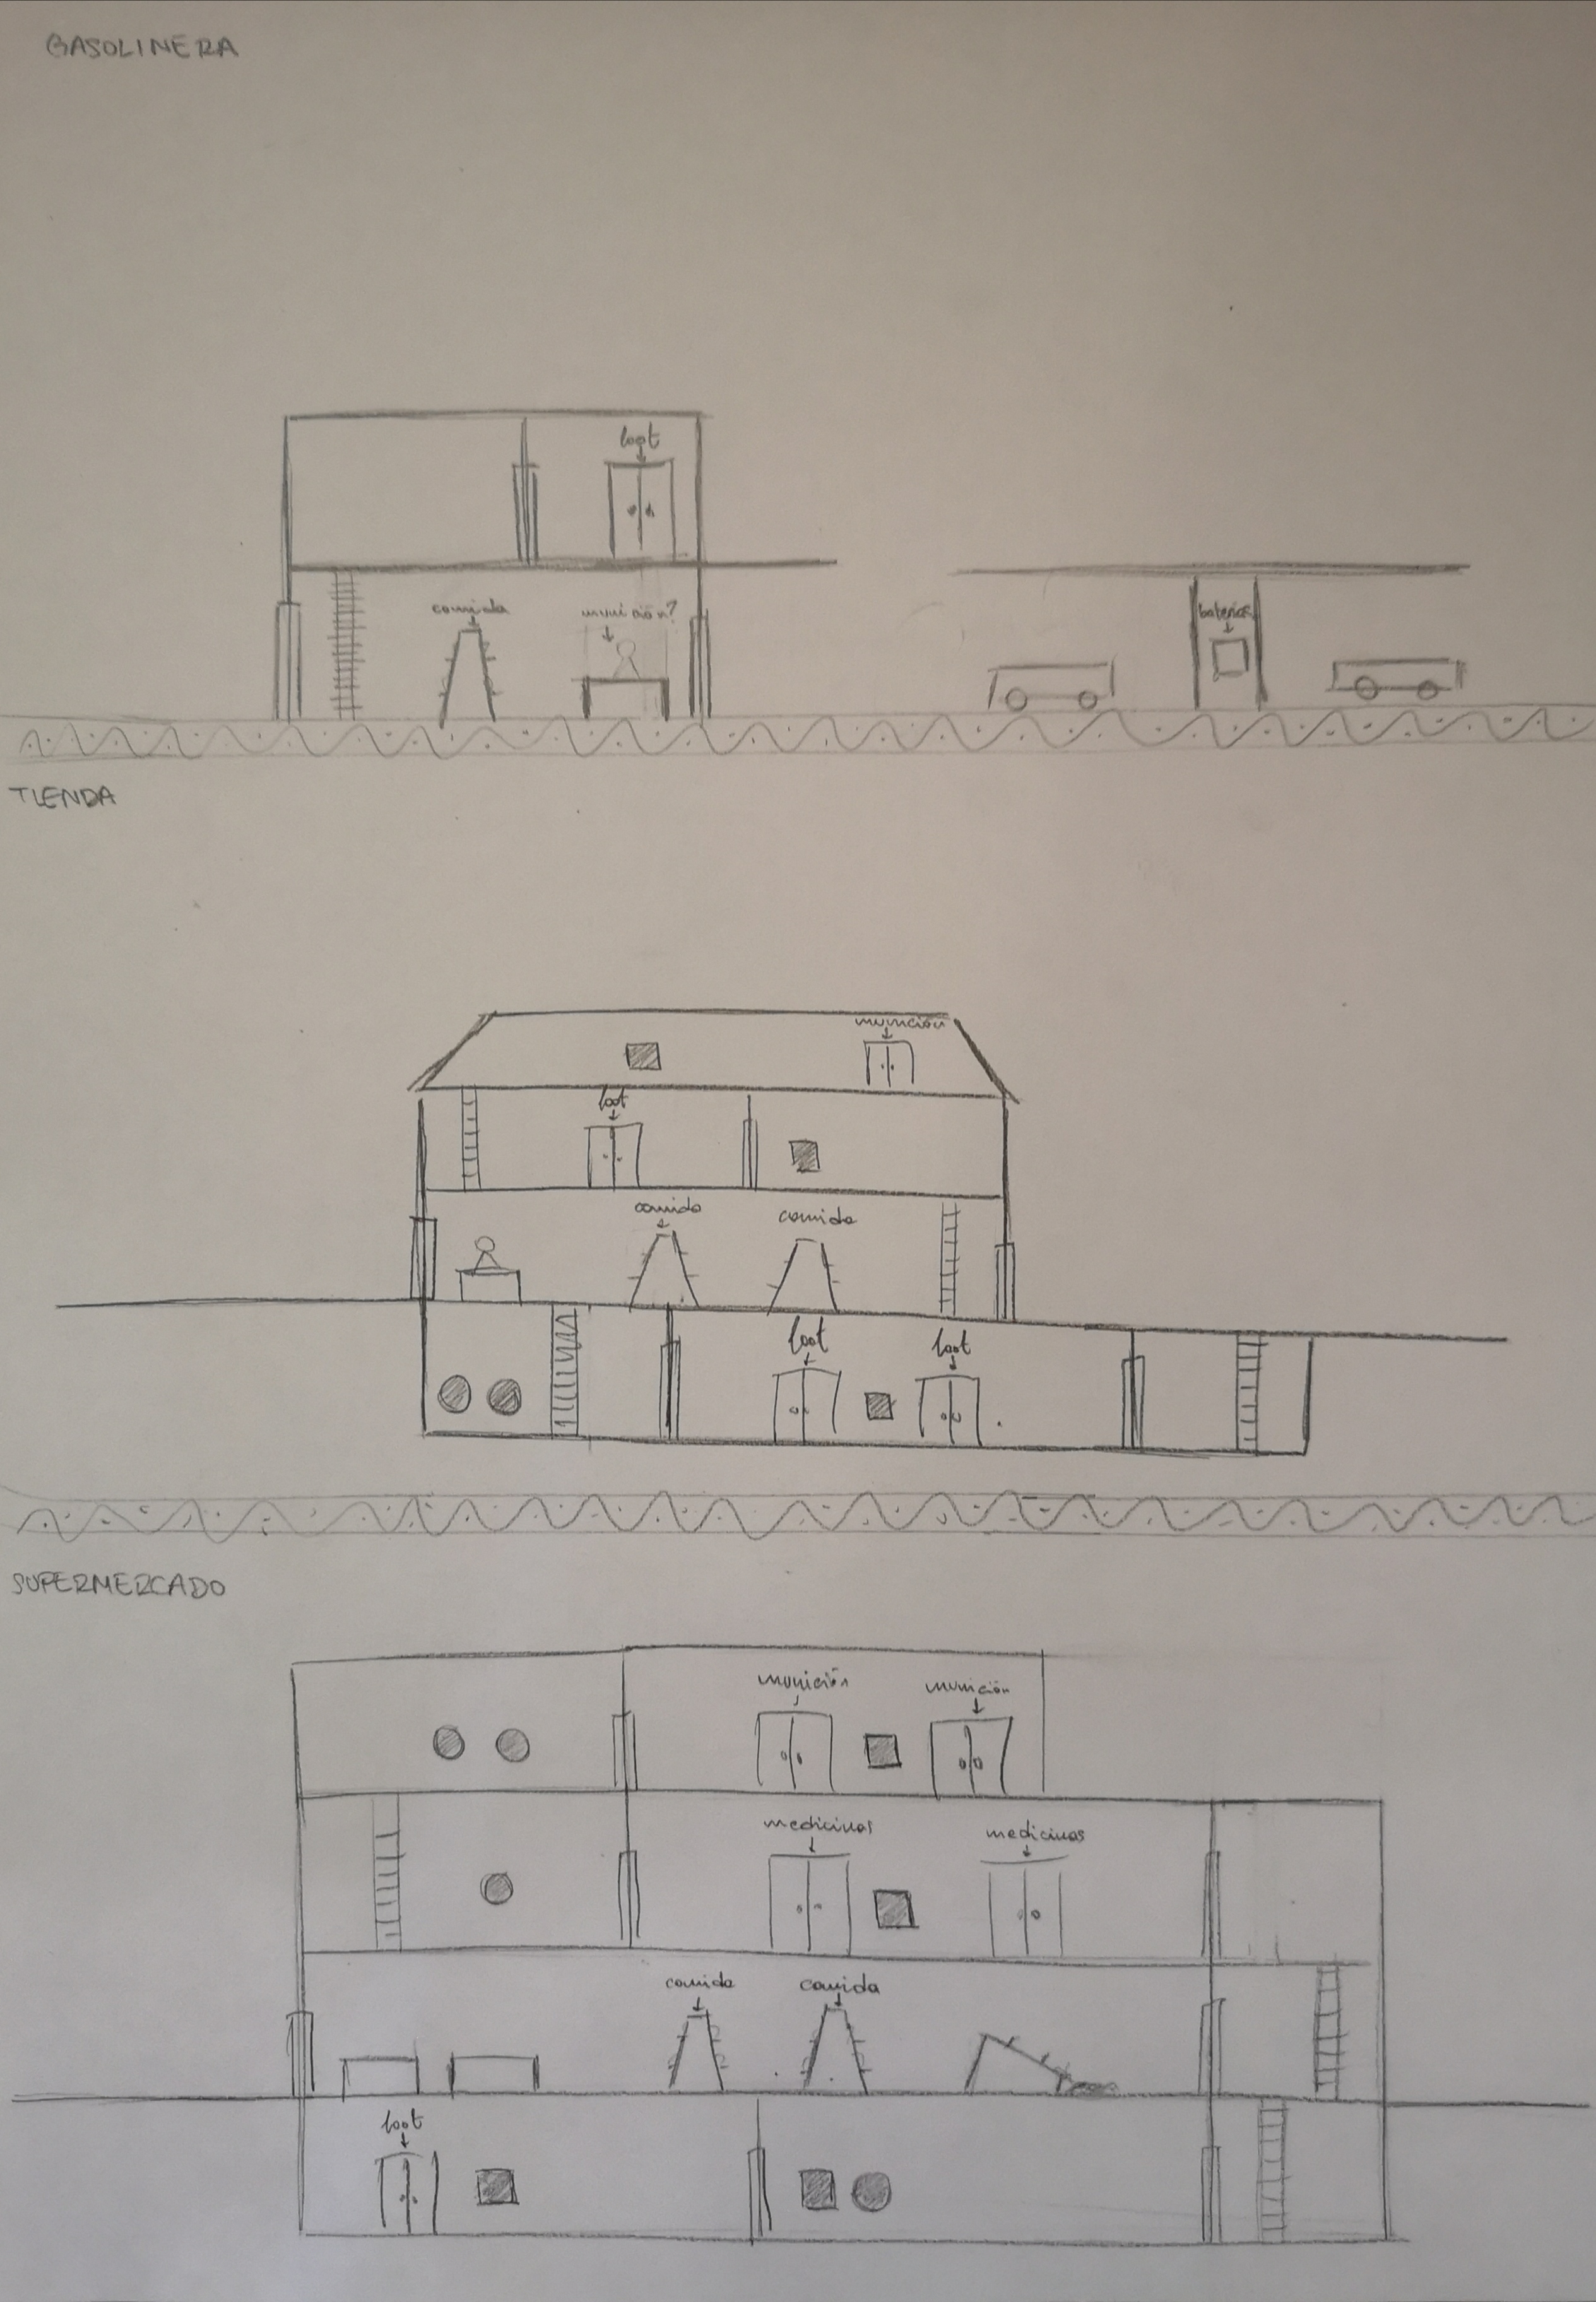 GASOLINERA
loot
comida
munición?
baterias
TIENDA
munición
loot
comida
comida
loot
loot
SUPERMERCADO
munición
munición
medicinas
medicinas
comida
comida
loot